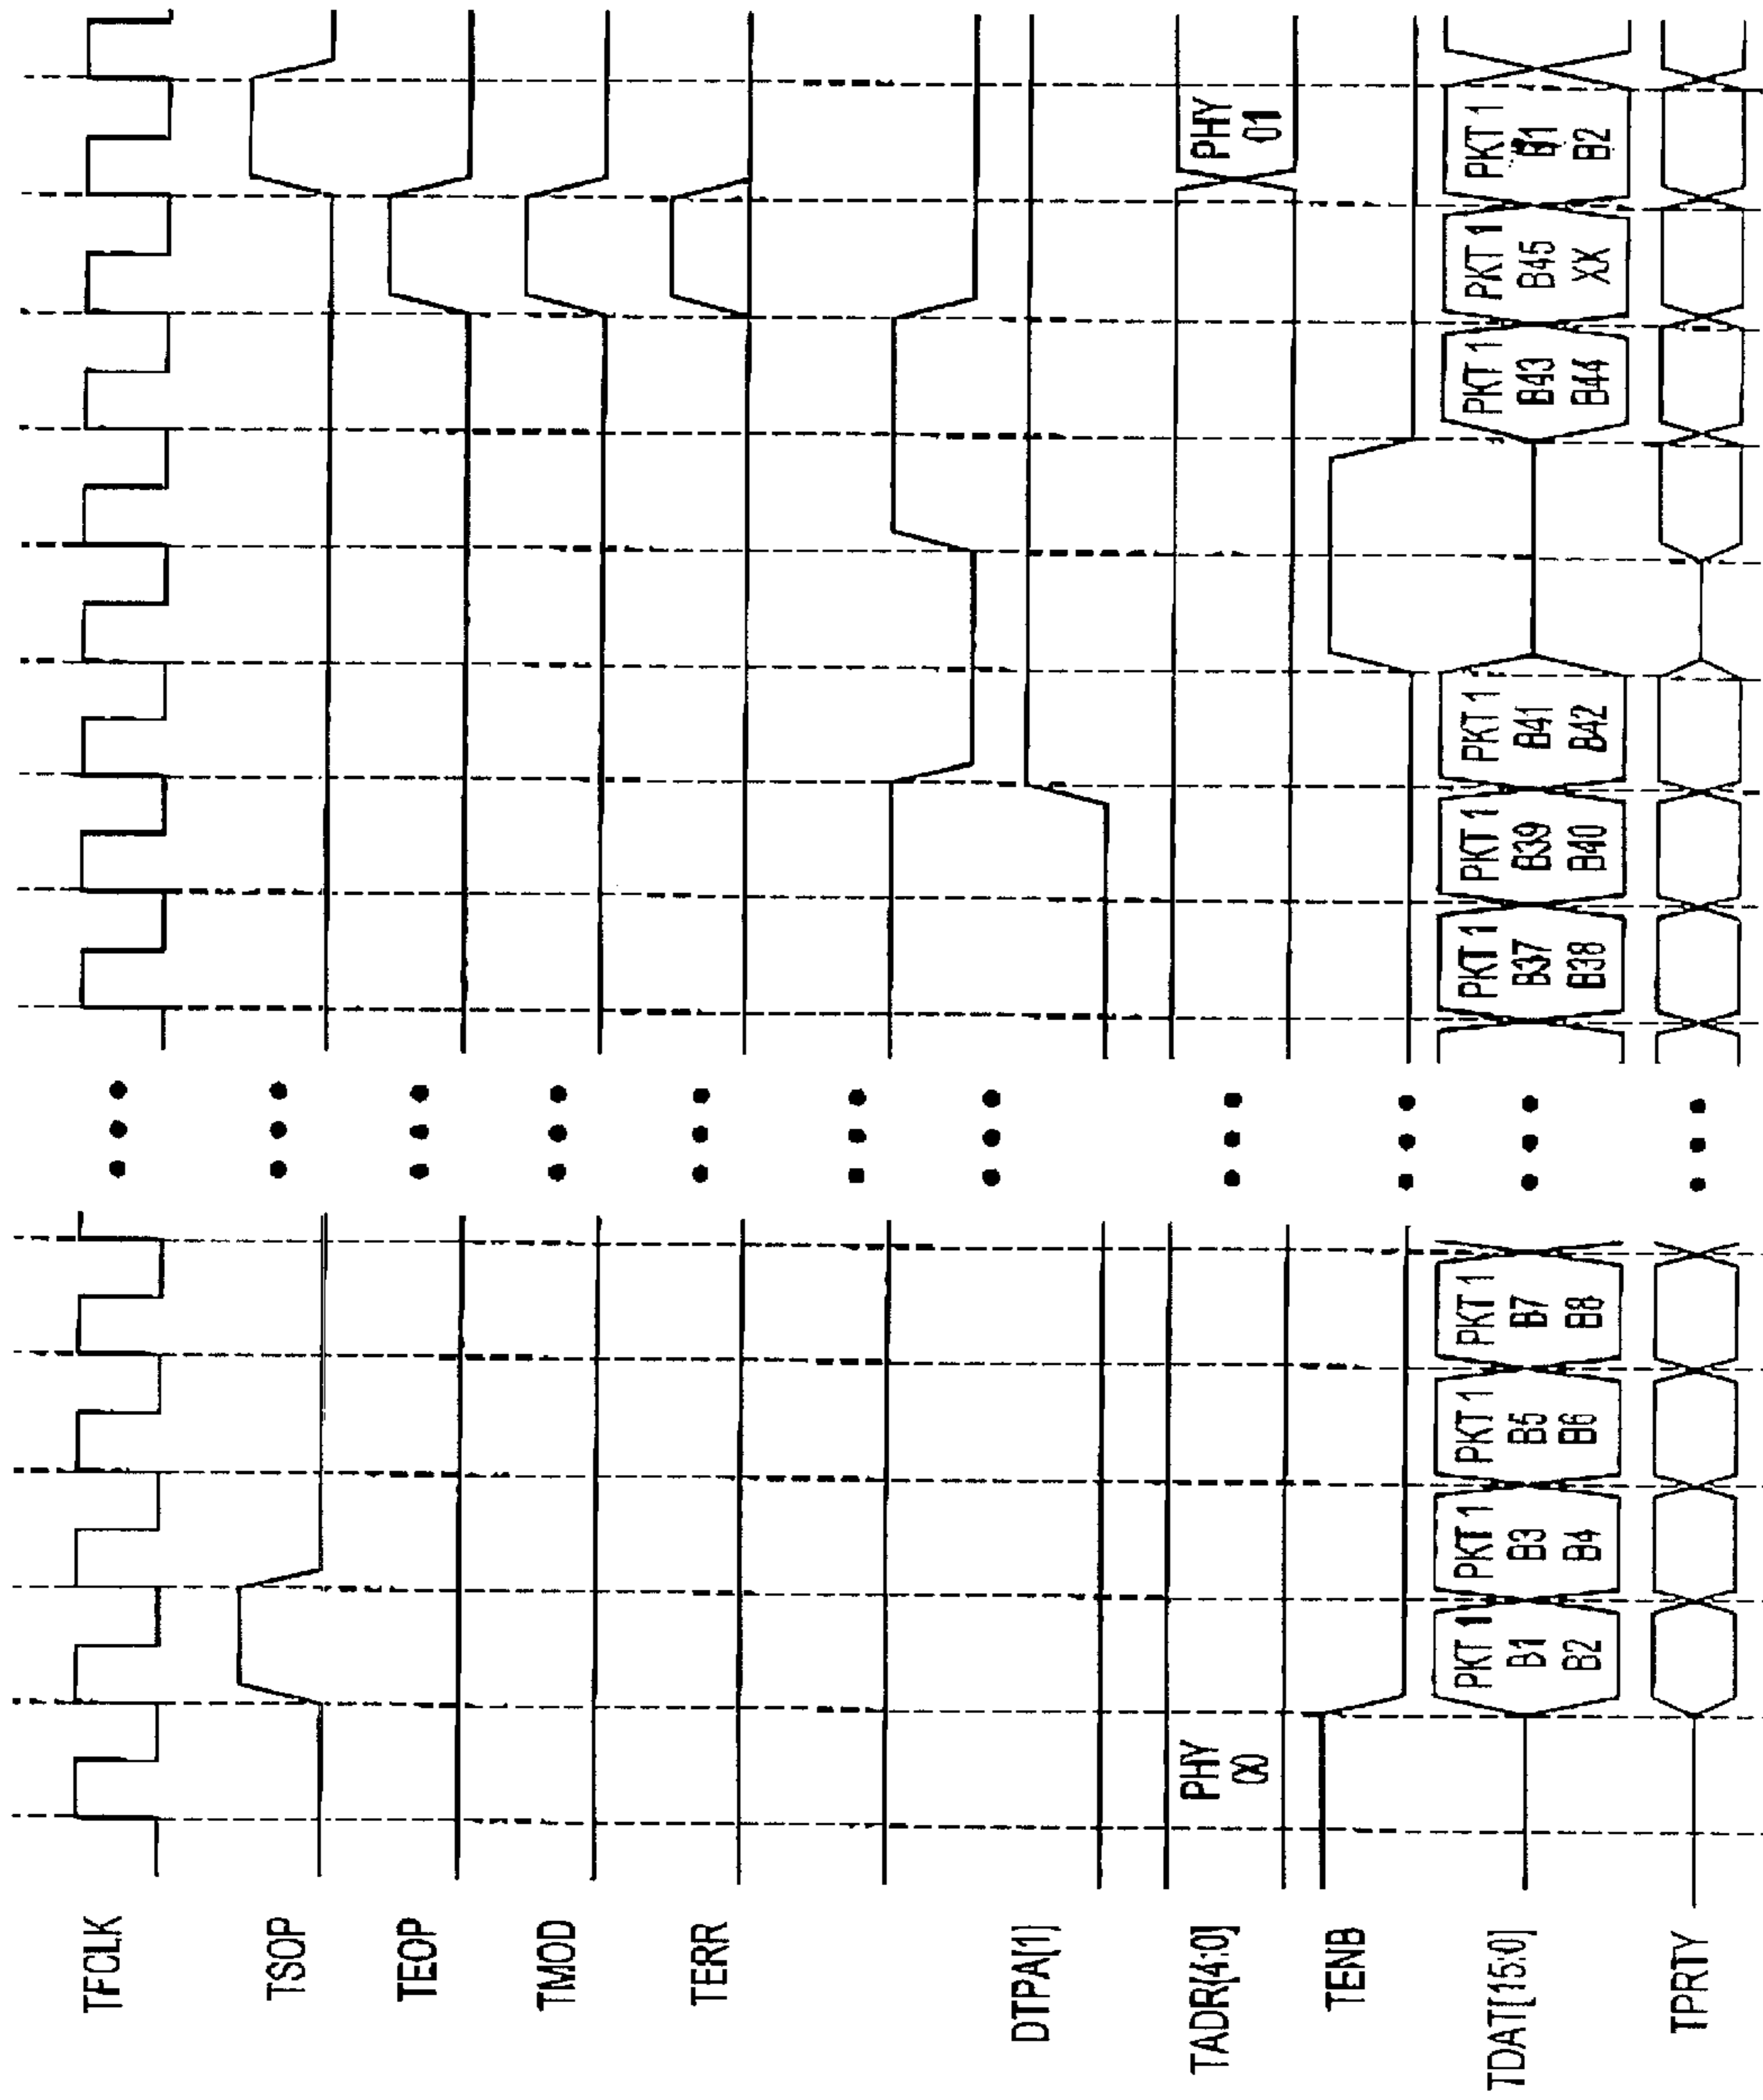 TFCLK
TSOP
TEOP
TMOD
TERR
DTPA[1]
TADR[4:0]
PHY
00
PHY
01
TENB
TDAT[15:0]
PKT 1
B1
B2
PKT 1
B3
B4
PKT 1
B5
B6
PKT 1
B7
B8
PKT 1
B37
B38
PKT 1
B39
B40
PKT 1
B41
B42
PKT 1
B43
B44
PKT 1
B45
XX
PKT 1
B1
B2
TPRTY